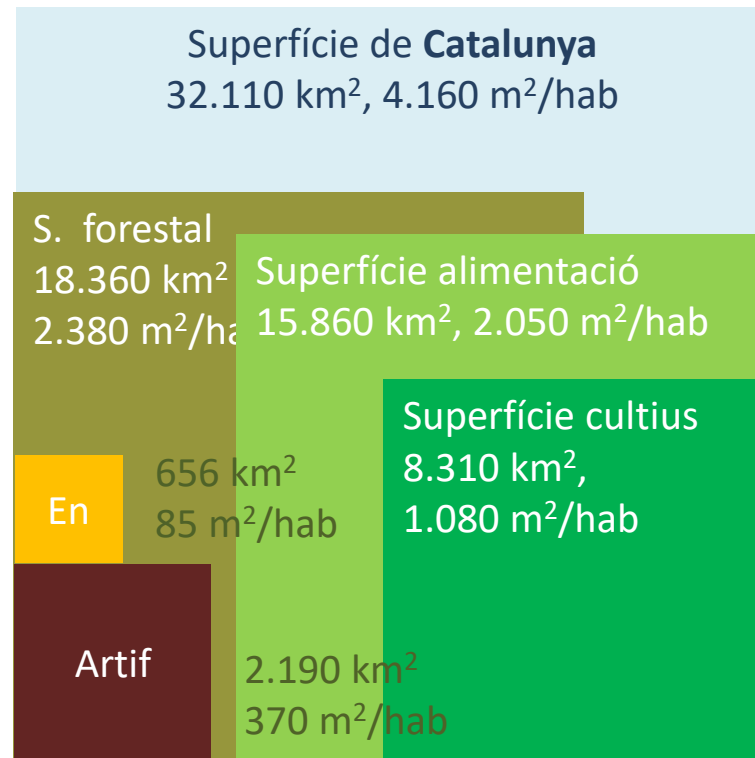 Superfície de Catalunya
32.110 km², 4.160 m²/hab
S. forestal
18.360 km²
2.380 m²/ha
Superfície alimentació
15.860 km², 2.050 m²/hab
Superfície cultius
8.310 km²,
1.080 m²/hab
En
656 km²
85 m²/hab
Artif
2.190 km²
370 m²/hab